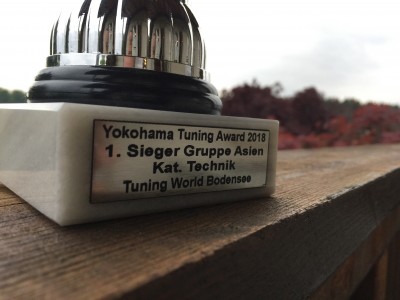 Yokohama Tuning Award 2018
1. Sieger Gruppe Asien
Kat. Technik
Tuning World Bodensee